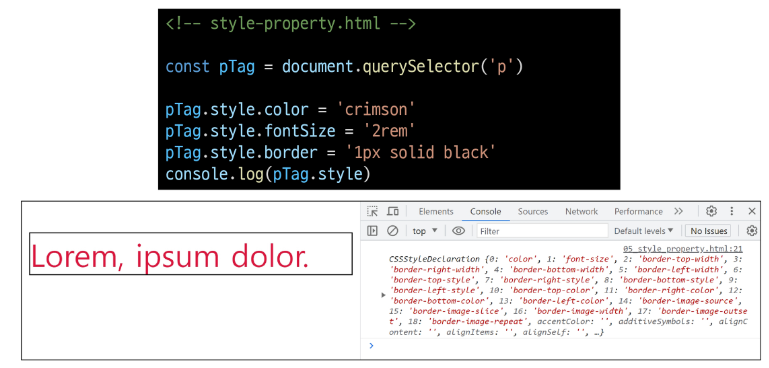 <!-- style-property.html -->
const pTag = document.querySelector('p')
pTag.style.color = 'crimson'
pTag.style.fontSize = '2rem'
pTag.style.border = '1px solid black'
console.log(pTag.style)
Lorem, ipsum dolor.
Elements Console Sources Network Performance
top Filter Default levels No Issues
05_style_property.html:21
CSSStyleDeclaration {0: 'color', 1: 'font-size', 2: 'border-top-width', 3:
'border-right-width', 4: 'border-bottom-width', 5: 'border-left-width', 6:
'border-top-style', 7: 'border-right-style', 8: 'border-bottom-style', 9:
'border-left-style', 10: 'border-top-color', 11: 'border-right-color', 12:
'border-bottom-color', 13: 'border-left-color', 14: 'border-image-source',
15: 'border-image-slice', 16: 'border-image-width', 17: 'border-image-outse
t', 18: 'border-image-repeat', accentColor: '', additiveSymbols: '', alignC
ontent: '', alignItems: '', alignSelf: '', …}